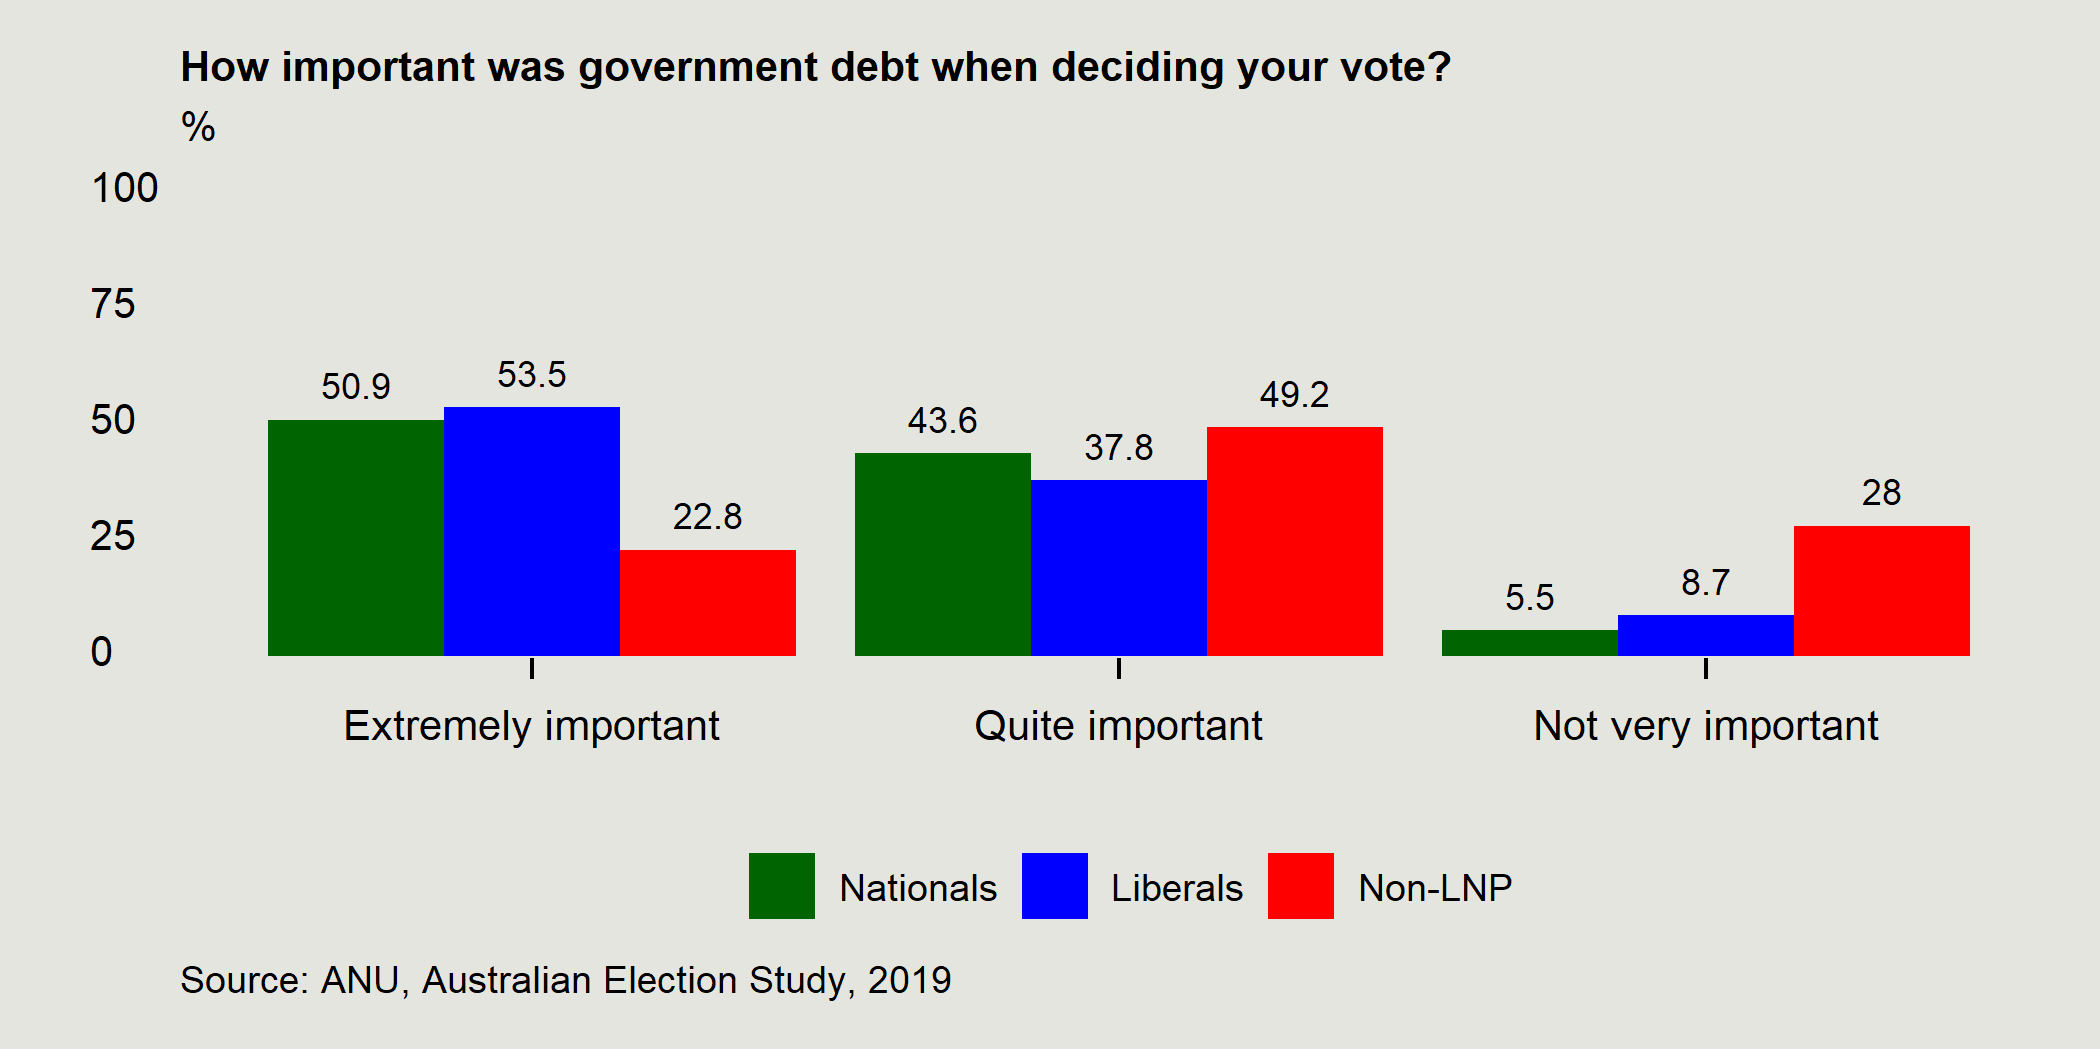 How important was government debt when deciding your vote?
%
100
75
50
25
0
50.9
53.5
22.8
43.6
37.8
49.2
5.5
8.7
28
Extremely important
Quite important
Not very important
Nationals
Liberals
Non-LNP
Source: ANU, Australian Election Study, 2019